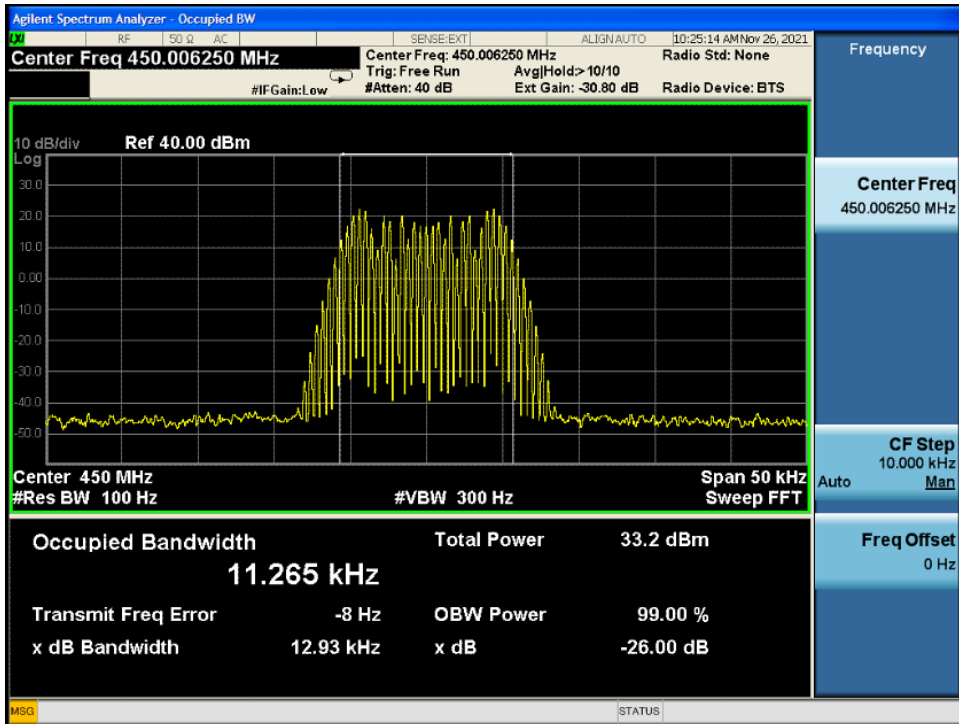 Agilent Spectrum Analyzer - Occupied BW
LXI RF 50 Ω AC SENSE:EXT ALIGN AUTO 10:25:14 AM Nov 26, 2021
Center Freq 450.006250 MHz
Center Freq: 450.006250 MHz
Radio Std: None
Trig: Free Run
Avg|Hold:> 10/10
#IFGain:Low
#Atten: 40 dB
Ext Gain: -30.80 dB
Radio Device: BTS
10 dB/div
Ref 40.00 dBm
Log
30.0
20.0
10.0
0.00
-10.0
-20.0
-30.0
-40.0
-50.0
Center 450 MHz
Span 50 kHz
#Res BW 100 Hz
#VBW 300 Hz
Sweep FFT
Occupied Bandwidth
Total Power 33.2 dBm
11.265 kHz
Transmit Freq Error -8 Hz
OBW Power 99.00 %
x dB Bandwidth 12.93 kHz
x dB -26.00 dB
MSG
STATUS
Frequency
Center Freq
450.006250 MHz
CF Step
10.000 kHz
Auto Man
Freq Offset
0 Hz